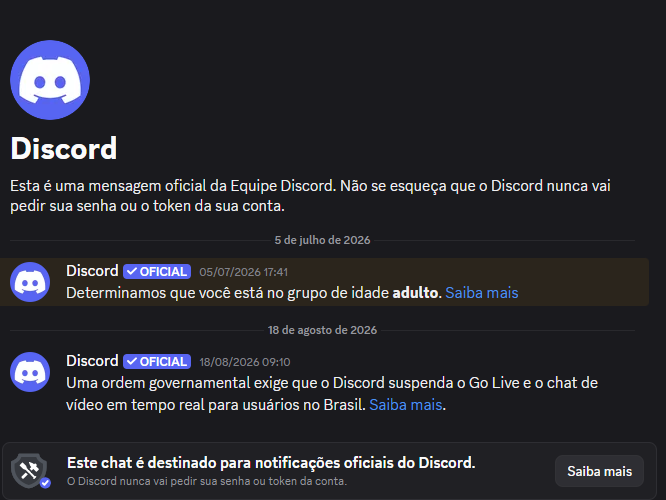 Discord
Esta é uma mensagem oficial da Equipe Discord. Não se esqueça que o Discord nunca vai
pedir sua senha ou o token da sua conta.
5 de julho de 2026
Discord OFICIAL 05/07/2026 17:41
Determinamos que você está no grupo de idade adulto. Saiba mais
18 de agosto de 2026
Discord OFICIAL 18/08/2026 09:10
Uma ordem governamental exige que o Discord suspenda o Go Live e o chat de
vídeo em tempo real para usuários no Brasil. Saiba mais.
Este chat é destinado para notificações oficiais do Discord.
Saiba mais
O Discord nunca vai pedir sua senha ou token da conta.